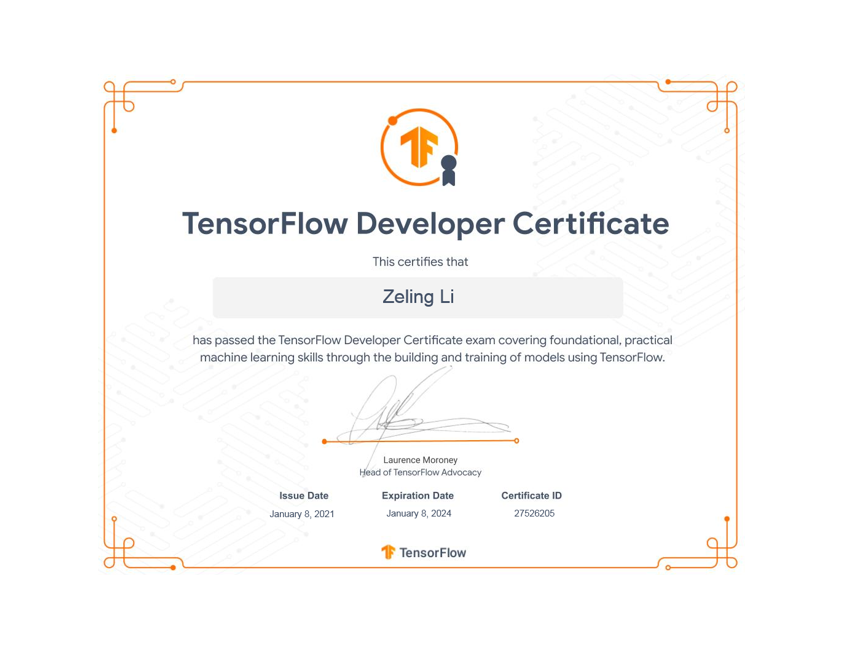 TensorFlow Developer Certificate
This certifies that
Zeling Li
has passed the TensorFlow Developer Certificate exam covering foundational, practical
machine learning skills through the building and training of models using TensorFlow.
Laurence Moroney
Head of TensorFlow Advocacy
Issue Date Expiration Date Certificate ID
January 8, 2021 January 8, 2024 27526205
TensorFlow